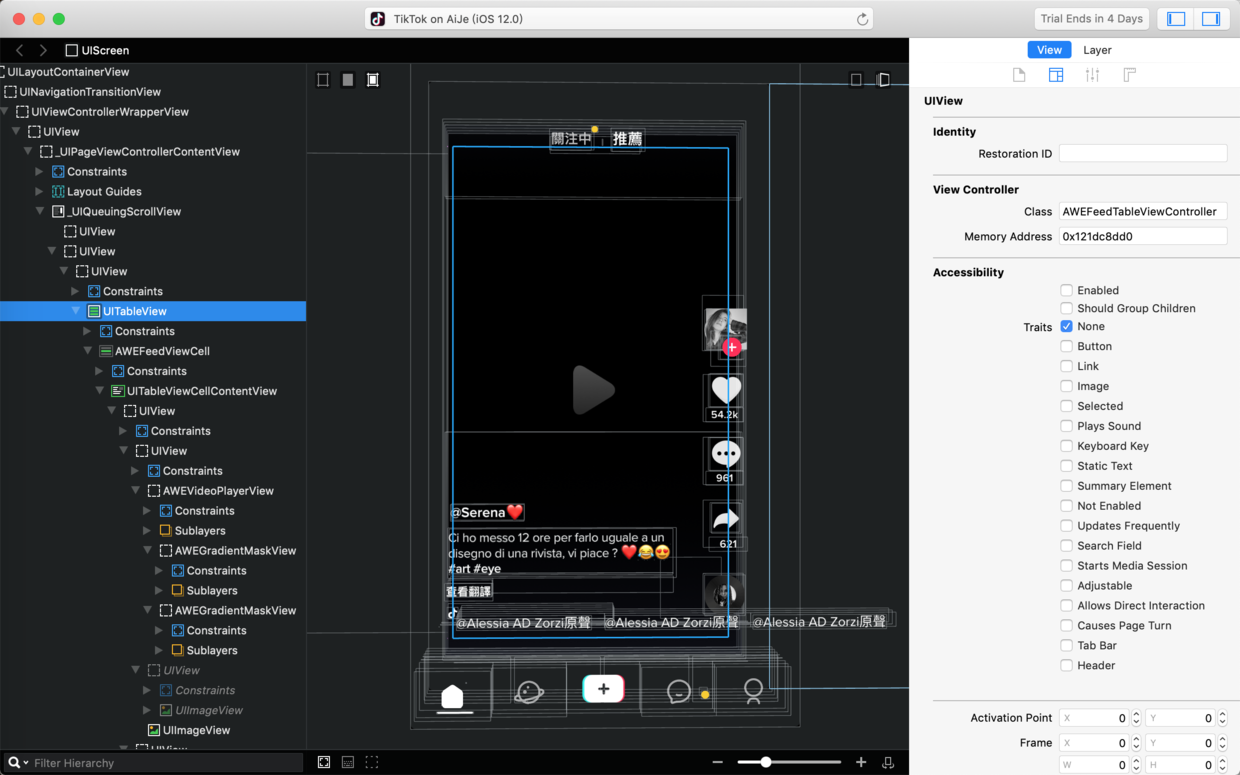 TikTok on AiJe (iOS 12.0)
Trial Ends in 4 Days
UIScreen
UILayoutContainerView
UINavigationTransitionView
UIViewControllerWrapperView
UIView
_UIPageViewControllerContentView
Constraints
Layout Guides
_UIQueuingScrollView
UIView
UIView
UIView
Constraints
UITableView
Constraints
AWEFeedViewCell
Constraints
UITableViewCellContentView
UIView
Constraints
UIView
Constraints
AWEVideoPlayerView
Constraints
Sublayers
AWEGradientMaskView
Constraints
Sublayers
AWEGradientMaskView
Constraints
Sublayers
UIView
Constraints
UIImageView
UIImageView
UIView
Filter Hierarchy
關注中 推薦
54.2k
961
621
@Serena❤️
Ci ho messo 12 ore per farlo uguale a un
disegno di una rivista, vi piace ? ❤️😂😍
#art #eye
查看翻譯
@Alessia AD Zorzi原聲 @Alessia AD Zorzi原聲 @Alessia AD Zorzi原聲
View Layer
UIView
Identity
Restoration ID
View Controller
Class AWEFeedTableViewController
Memory Address 0x121dc8dd0
Accessibility
Enabled
Should Group Children
Traits None
Button
Link
Image
Selected
Plays Sound
Keyboard Key
Static Text
Summary Element
Not Enabled
Updates Frequently
Search Field
Starts Media Session
Adjustable
Allows Direct Interaction
Causes Page Turn
Tab Bar
Header
Activation Point X 0 Y 0
Frame X 0 Y 0
W 0 H 0